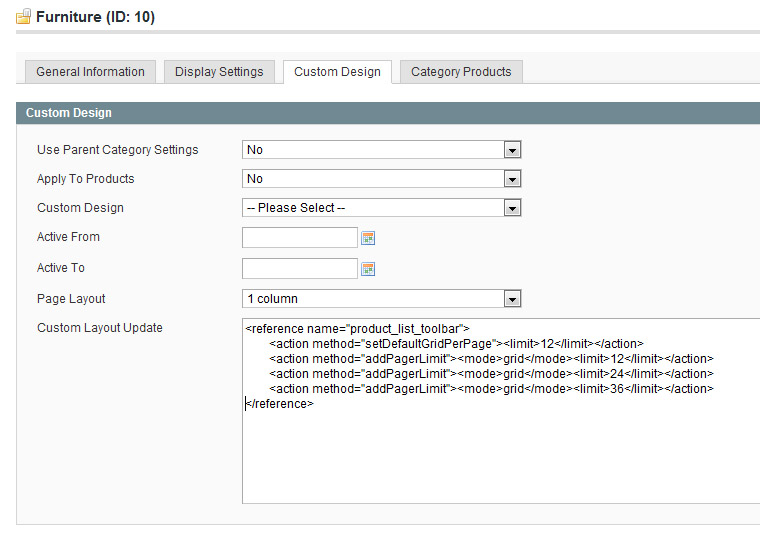 Furniture (ID: 10)
General Information Display Settings Custom Design Category Products
Custom Design
Use Parent Category Settings No
Apply To Products No
Custom Design -- Please Select --
Active From
Active To
Page Layout 1 column
Custom Layout Update
<reference name="product_list_toolbar">
<action method="setDefaultGridPerPage"><limit>12</limit></action>
<action method="addPagerLimit"><mode>grid</mode><limit>12</limit></action>
<action method="addPagerLimit"><mode>grid</mode><limit>24</limit></action>
<action method="addPagerLimit"><mode>grid</mode><limit>36</limit></action>
</reference>